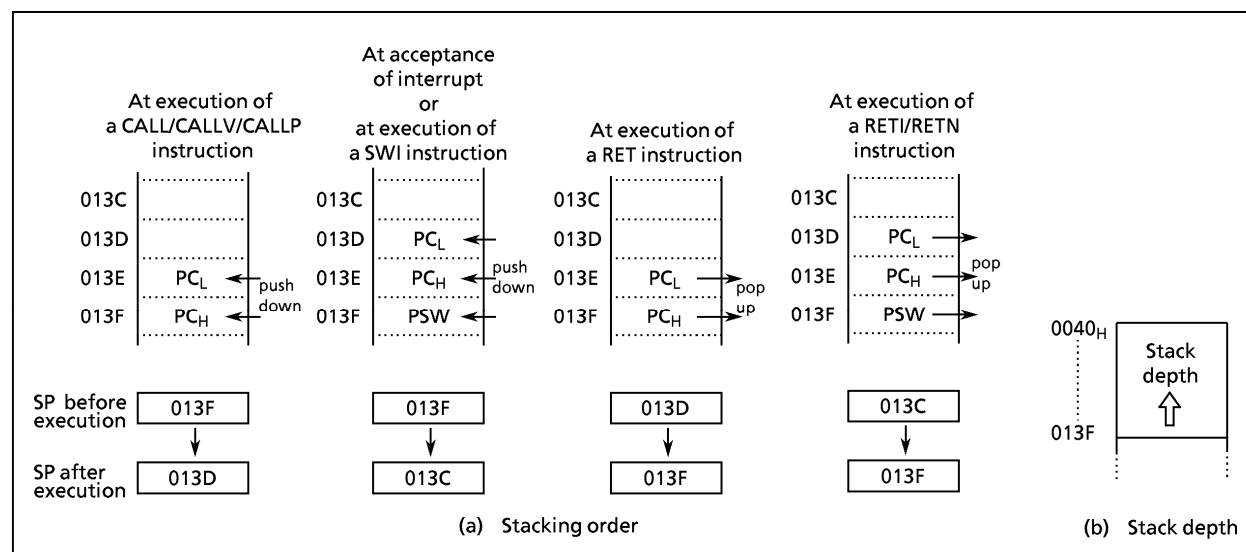 At execution of
a CALL/CALLV/CALLP
instruction
013C
013D
013E PCL
013F PCH
push
down
At acceptance
of interrupt
or
at execution of
a SWI instruction
013C
013D PCL
013E PCH
013F PSW
push
down
At execution of
a RET instruction
013C
013D
013E PCL
013F PCH
pop
up
At execution of
a RETI/RETN
instruction
013C
013D PCL
013E PCH
013F PSW
pop
up
SP before
execution
013F 013F 013D 013C
SP after
execution
013D 013C 013F 013F
(a) Stacking order
0040H
Stack
depth
013F
(b) Stack depth